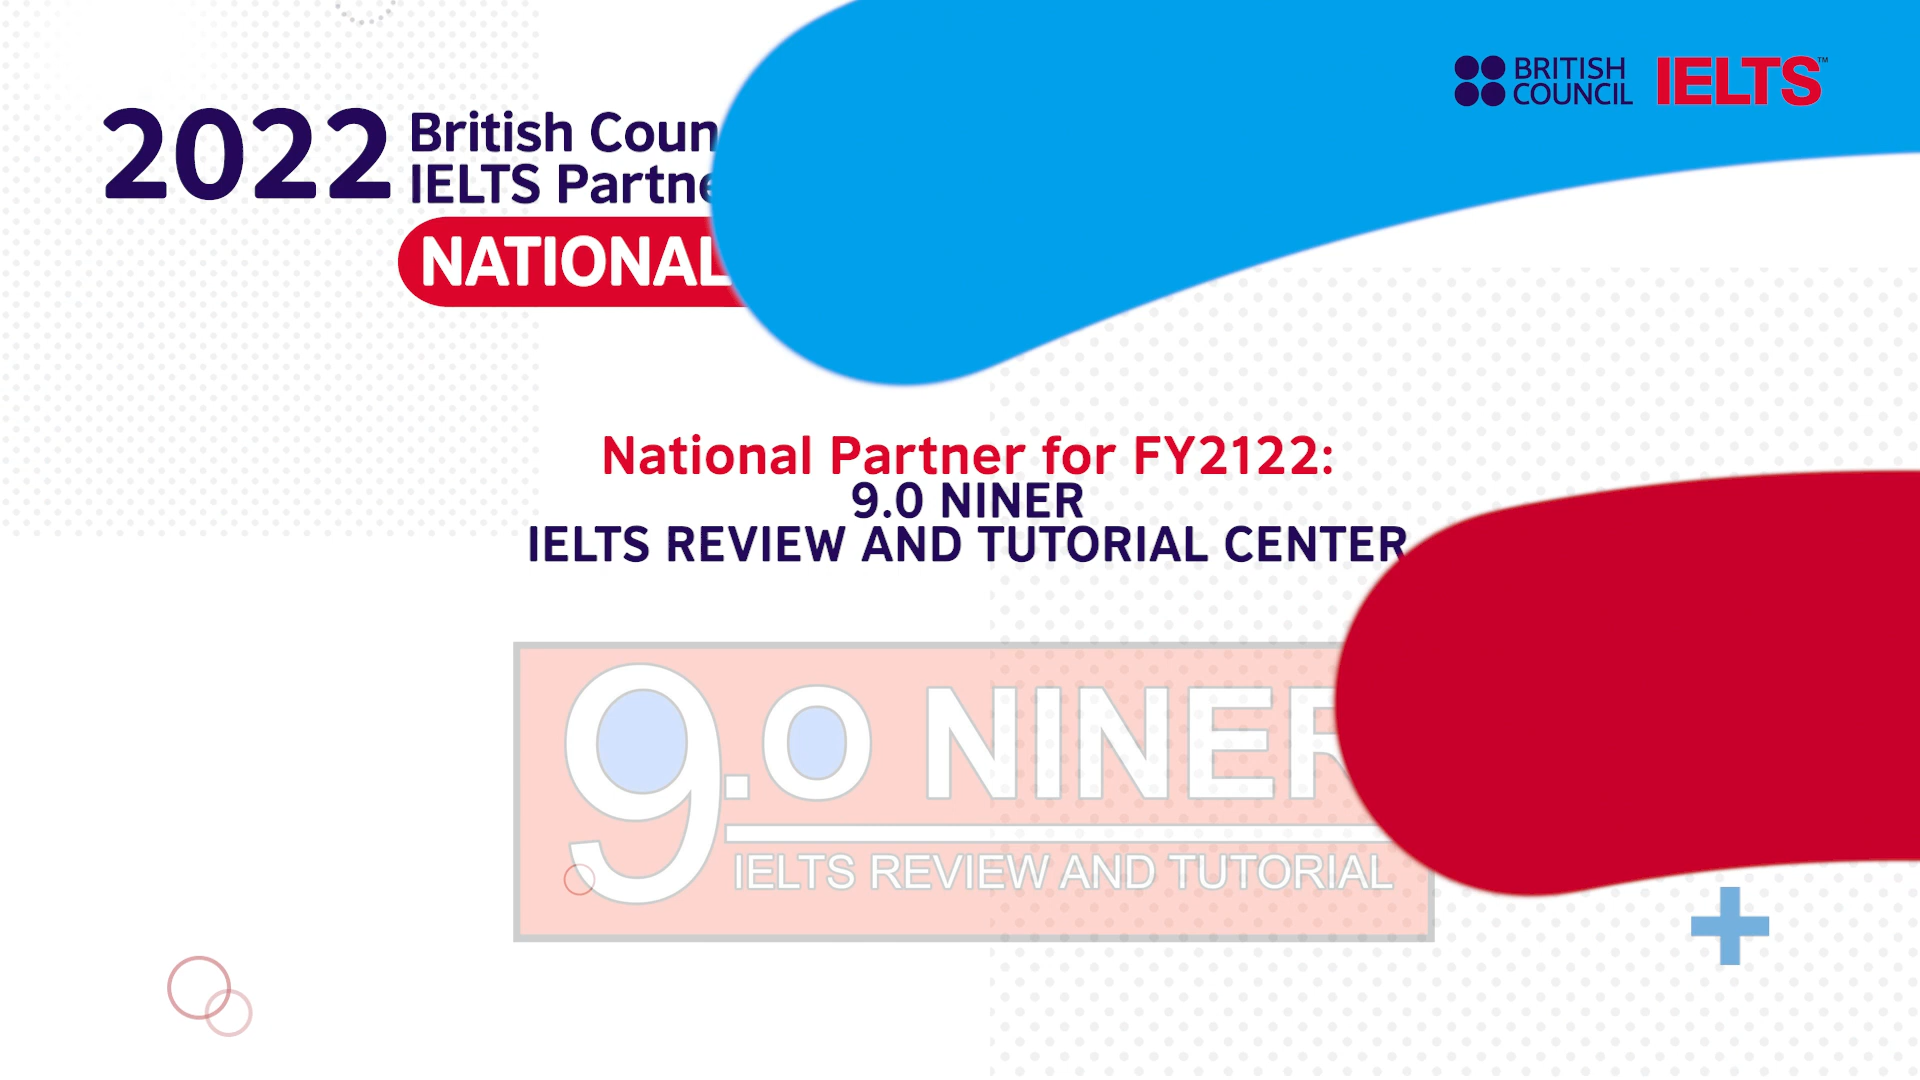 2022
British Coun
IELTS Partne
NATIONAL
BRITISH
COUNCIL
IELTS™
National Partner for FY2122:
9.0 NINER
IELTS REVIEW AND TUTORIAL CENTER
9.0 NINER
IELTS REVIEW AND TUTORIAL